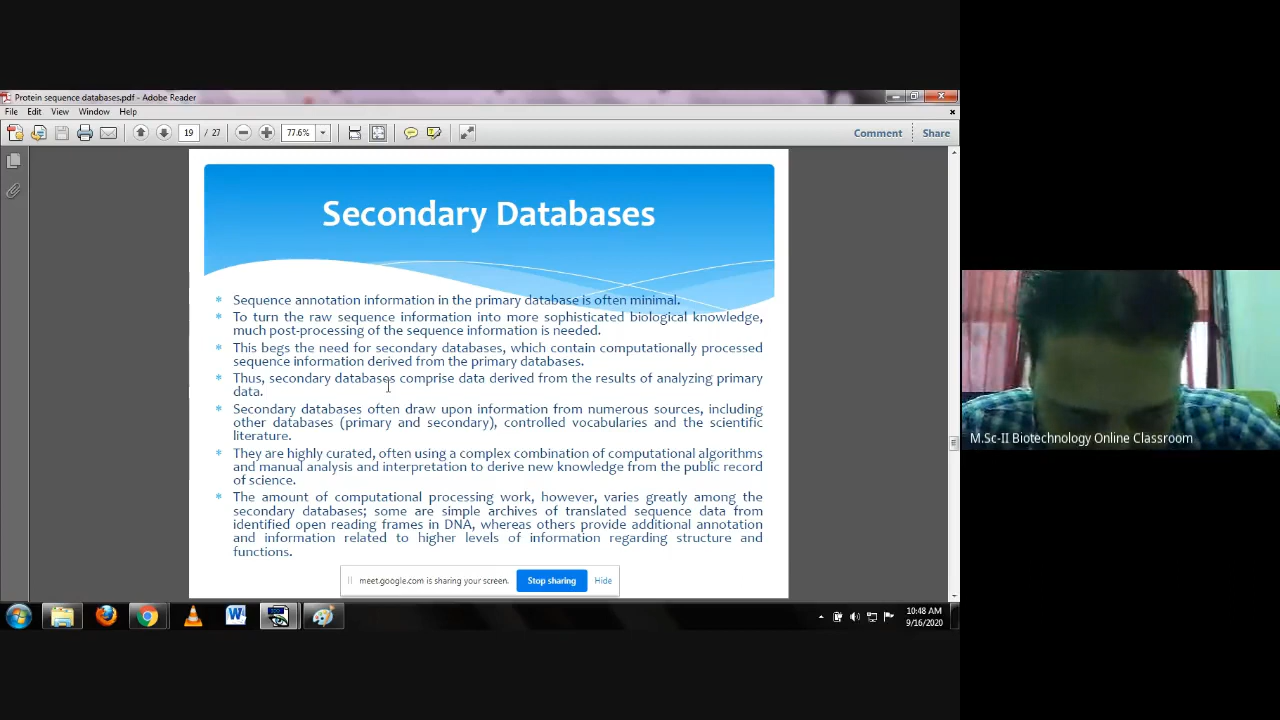 Protein sequence databases.pdf - Adobe Reader
File Edit View Window Help
19 / 27 77.6% Comment Share
Secondary Databases
* Sequence annotation information in the primary database is often minimal.
* To turn the raw sequence information into more sophisticated biological knowledge,
much post-processing of the sequence information is needed.
* This begs the need for secondary databases, which contain computationally processed
sequence information derived from the primary databases.
* Thus, secondary databases comprise data derived from the results of analyzing primary
data.
* Secondary databases often draw upon information from numerous sources, including
other databases (primary and secondary), controlled vocabularies and the scientific
literature.
* They are highly curated, often using a complex combination of computational algorithms
and manual analysis and interpretation to derive new knowledge from the public record
of science.
* The amount of computational processing work, however, varies greatly among the
secondary databases; some are simple archives of translated sequence data from
identified open reading frames in DNA, whereas others provide additional annotation
and information related to higher levels of information regarding structure and
functions.
meet.google.com is sharing your screen. Stop sharing Hide
10:48 AM
9/16/2020
M.Sc-II Biotechnology Online Classroom